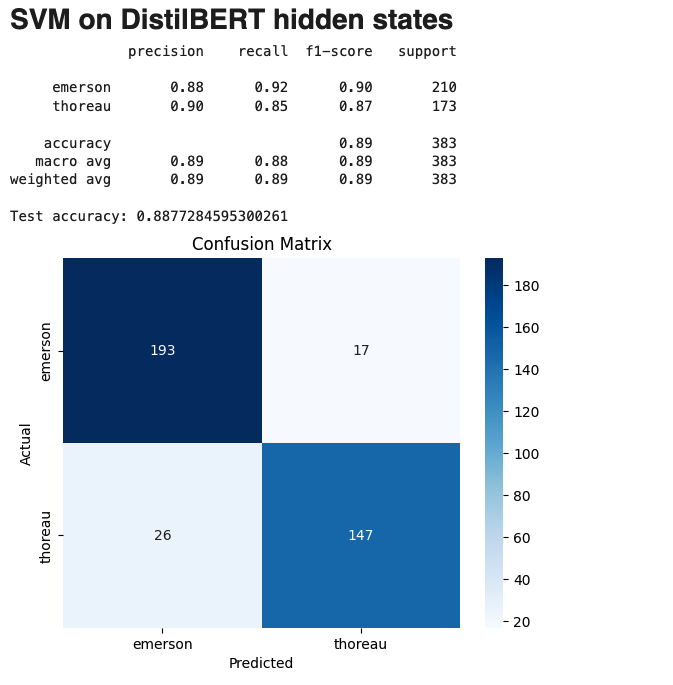 SVM on DistilBERT hidden states
precision recall f1-score support
emerson 0.88 0.92 0.90 210
thoreau 0.90 0.85 0.87 173
accuracy 0.89 383
macro avg 0.89 0.88 0.89 383
weighted avg 0.89 0.89 0.89 383
Test accuracy: 0.8877284595300261
Confusion Matrix
emerson
thoreau
Actual
193
17
26
147
emerson
thoreau
Predicted
180
160
140
120
100
80
60
40
20